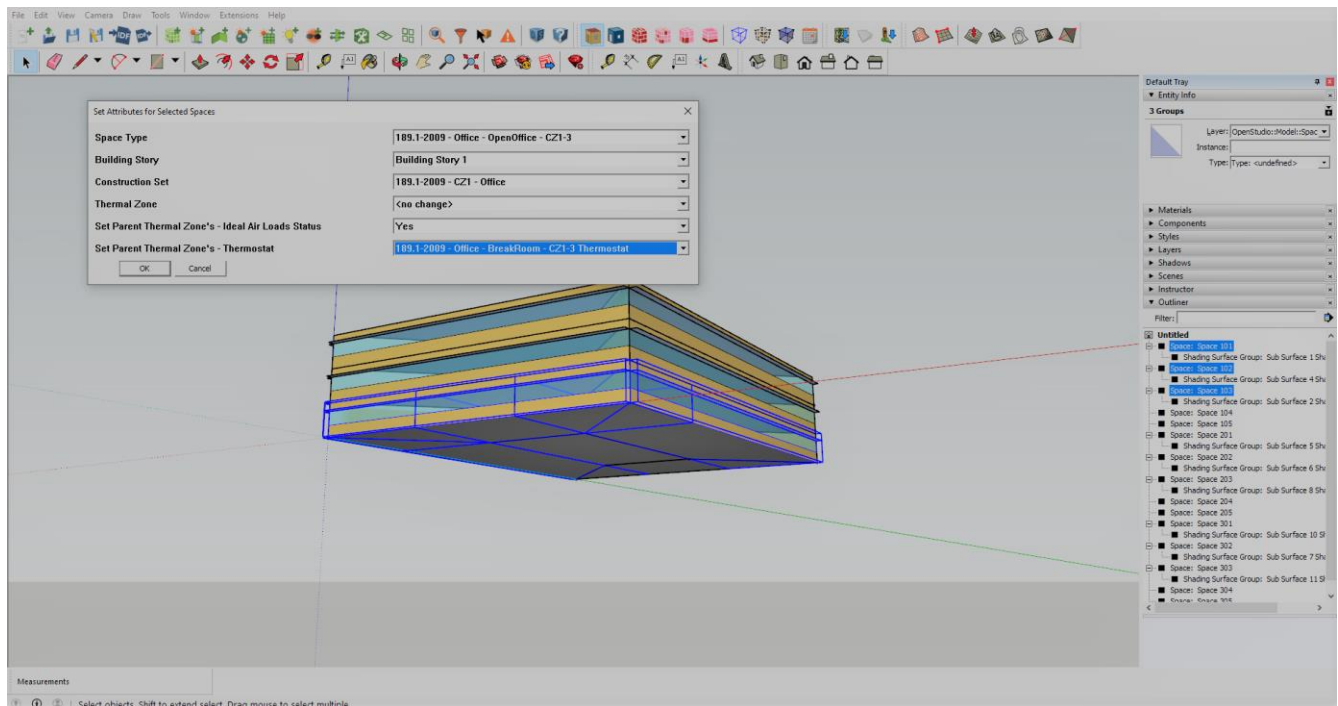 File Edit View Camera Draw Tools Window Extensions Help
Set Attributes for Selected Spaces
Space Type 189.1-2009 - Office - OpenOffice - CZ1-3
Building Story Building Story 1
Construction Set 189.1-2009 - CZ1 - Office
Thermal Zone <no change>
Set Parent Thermal Zone's - Ideal Air Loads Status Yes
Set Parent Thermal Zone's - Thermostat 189.1-2009 - Office - BreakRoom - CZ1-3 Thermostat
OK Cancel
Default Tray
Entity Info
3 Groups
Layer: OpenStudio::Model::Spac
Instance:
Type: Type: <undefined>
Materials
Components
Styles
Layers
Shadows
Scenes
Instructor
Outliner
Filter:
Untitled
Space: Space 101
Shading Surface Group: Sub Surface 1 Sha
Space: Space 102
Shading Surface Group: Sub Surface 4 Sha
Space: Space 103
Shading Surface Group: Sub Surface 2 Sha
Space: Space 104
Space: Space 105
Space: Space 201
Shading Surface Group: Sub Surface 5 Sha
Space: Space 202
Shading Surface Group: Sub Surface 6 Sha
Space: Space 203
Shading Surface Group: Sub Surface 8 Sha
Space: Space 204
Space: Space 205
Space: Space 301
Shading Surface Group: Sub Surface 10 S
Space: Space 302
Shading Surface Group: Sub Surface 7 Sha
Space: Space 303
Shading Surface Group: Sub Surface 11 S
Space: Space 304
Space: Space 305
Measurements
Select objects. Shift to extend select. Drag mouse to select multiple.